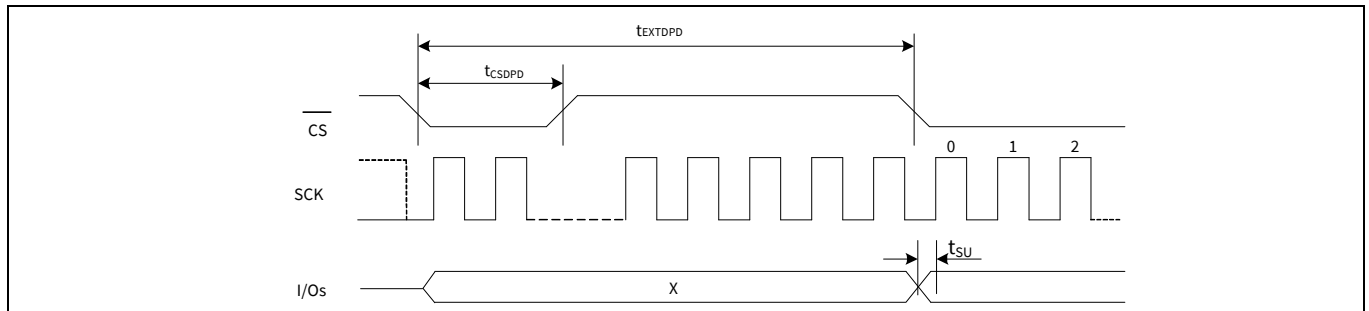 tEXTDPD
tCSDPD
CS
0 1 2
SCK
tSU
I/Os X